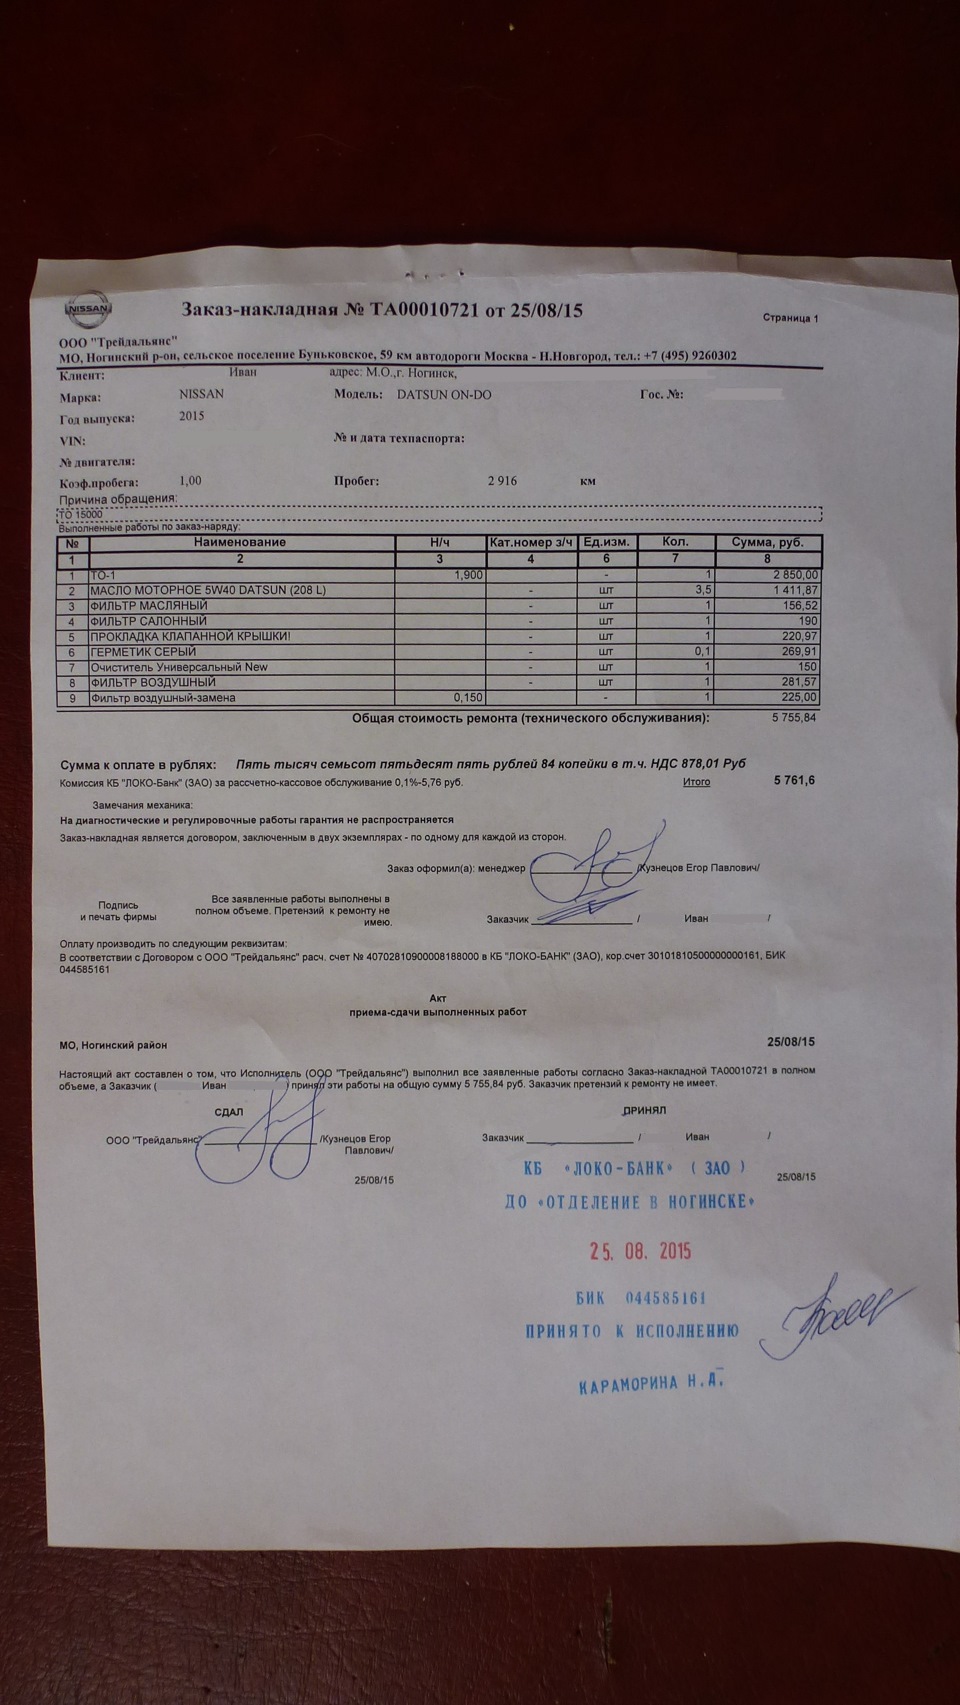 NISSAN
Заказ-накладная № ТА00010721 от 25/08/15
Страница 1
ООО "Трейдальянс"
МО, Ногинский р-он, сельское поселение Буньковское, 59 км автодороги Москва - Н.Новгород, тел.: +7 (495) 9260302
Клиент: Иван адрес: М.О.,г. Ногинск,
Марка: NISSAN Модель: DATSUN ON-DO Гос. №:
Год выпуска: 2015
VIN: № и дата техпаспорта:
№ двигателя:
Коэф.пробега: 1,00 Пробег: 2 916 км
Причина обращения:
ТО 15000
Выполненные работы по заказ-наряду:
№ Наименование Н/ч Кат.номер з/ч Ед.изм. Кол. Сумма, руб.
1 2 3 4 6 7 8
1 ТО-1 1,900 - 1 2 850,00
2 МАСЛО МОТОРНОЕ 5W40 DATSUN (208 L) - шт 3,5 1 411,87
3 ФИЛЬТР МАСЛЯНЫЙ - шт 1 156,52
4 ФИЛЬТР САЛОННЫЙ - шт 1 190
5 ПРОКЛАДКА КЛАПАННОЙ КРЫШКИ! - шт 1 220,97
6 ГЕРМЕТИК СЕРЫЙ - шт 0,1 269,91
7 Очиститель Универсальный New - шт 1 150
8 ФИЛЬТР ВОЗДУШНЫЙ - шт 1 281,57
9 Фильтр воздушный-замена 0,150 - 1 225,00
Общая стоимость ремонта (технического обслуживания): 5 755,84
Сумма к оплате в рублях: Пять тысяч семьсот пятьдесят пять рублей 84 копейки в т.ч. НДС 878,01 Руб
Комиссия КБ "ЛОКО-Банк" (ЗАО) за рассчетно-кассовое обслуживание 0,1%-5,76 руб. Итого 5 761,6
Замечания механика:
На диагностические и регулировочные работы гарантия не распространяется
Заказ-накладная является договором, заключенным в двух экземплярах - по одному для каждой из сторон.
Заказ оформил(а): менеджер /Кузнецов Егор Павлович/
Подпись
и печать фирмы
Все заявленные работы выполнены в
полном объеме. Претензий к ремонту не
имею.
Заказчик / Иван /
Оплату производить по следующим реквизитам:
В соответствии с Договором с ООО "Трейдальянс" расч. счет № 40702810900008188000 в КБ "ЛОКО-БАНК" (ЗАО), кор.счет 30101810500000000161, БИК
044585161
Акт
приема-сдачи выполненных работ
МО, Ногинский район 25/08/15
Настоящий акт составлен о том, что Исполнитель (ООО "Трейдальянс") выполнил все заявленные работы согласно Заказ-накладной ТА00010721 в полном
объеме, а Заказчик ( Иван ) принял эти работы на общую сумму 5 755,84 руб. Заказчик претензий к ремонту не имеет.
СДАЛ ПРИНЯЛ
ООО "Трейдальянс" /Кузнецов Егор
Павлович/
Заказчик / Иван /
25/08/15 25/08/15
КБ «ЛОКО-БАНК» (ЗАО)
ДО «ОТДЕЛЕНИЕ В НОГИНСКЕ»
25. 08. 2015
БИК 044585161
ПРИНЯТО К ИСПОЛНЕНИЮ
КАРАМОРИНА Н.А.